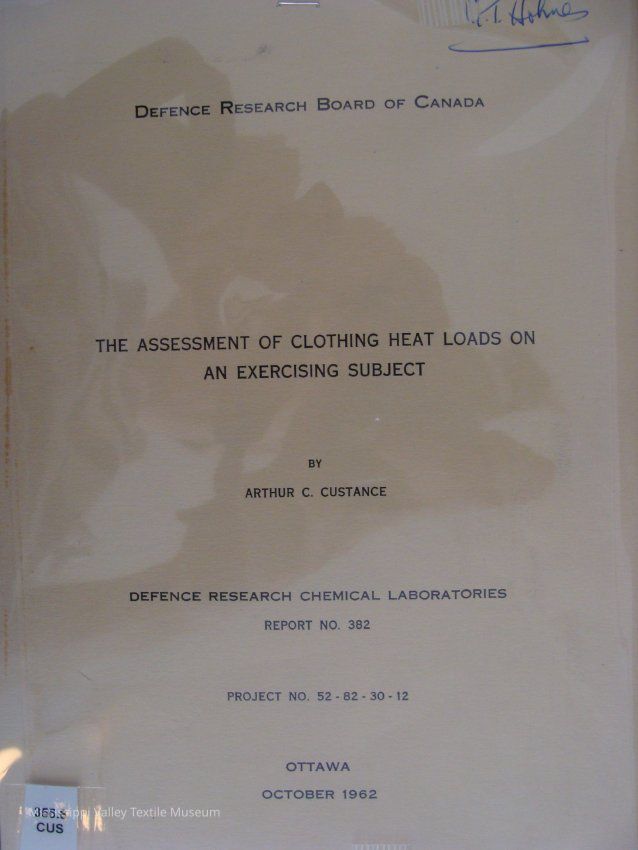 Holmes
DEFENCE RESEARCH BOARD OF CANADA
THE ASSESSMENT OF CLOTHING HEAT LOADS ON
AN EXERCISING SUBJECT
BY
ARTHUR C. CUSTANCE
DEFENCE RESEARCH CHEMICAL LABORATORIES
REPORT NO. 382
PROJECT NO. 52 - 82 - 30 - 12
OTTAWA
OCTOBER 1962
Mississippi Valley Textile Museum
CUS